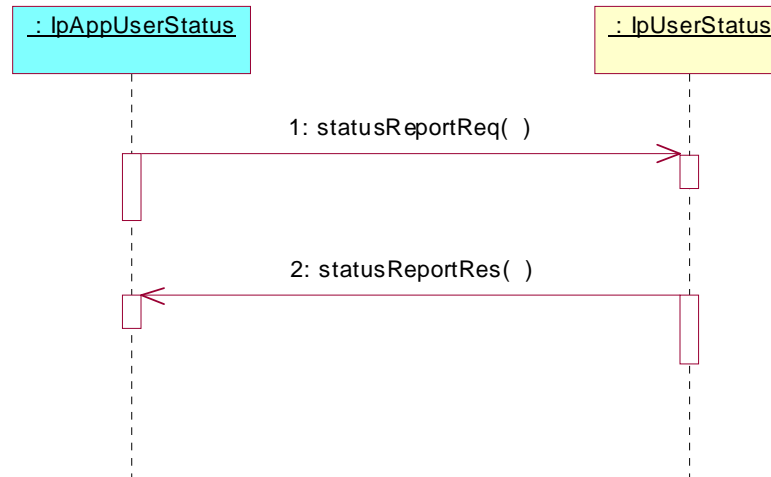 : IpAppUserStatus
: IpUserStatus
1: statusReportReq( )
2: statusReportRes( )